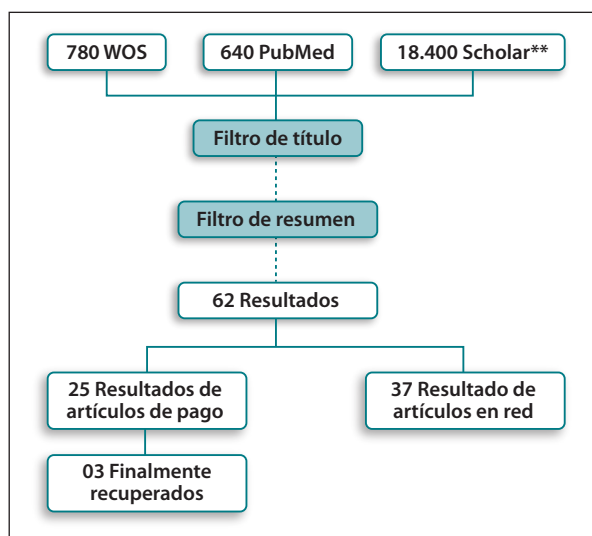 780 WOS
640 PubMed
18.400 Scholar**
Filtro de título
Filtro de resumen
62 Resultados
25 Resultados de
artículos de pago
37 Resultado de
artículos en red
03 Finalmente
recuperados